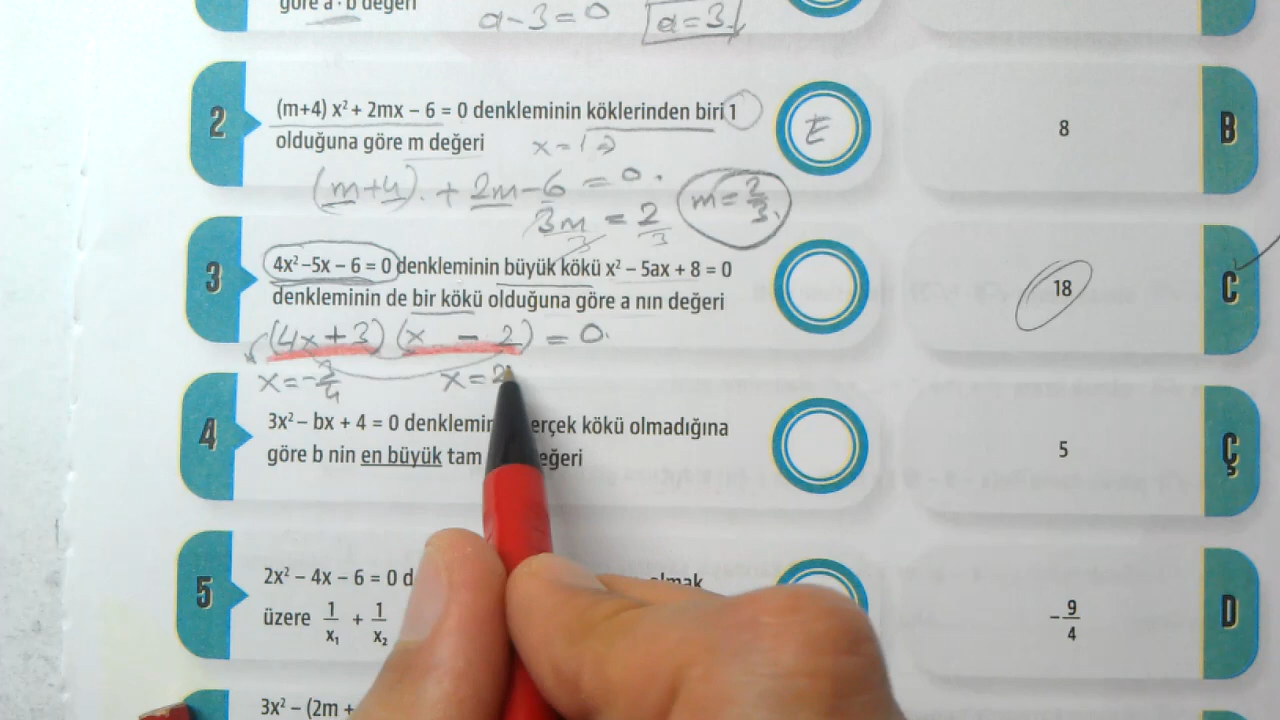 göre a · b değeri
a - 3 = 0 a = 3
2
(m+4) x² + 2mx – 6 = 0 denkleminin köklerinden biri 1
olduğuna göre m değeri
x = 1
E
(m+4). + 2m - 6 = 0.
3m/3 = 2/3
m = 2/3
8
B
3
4x² –5x – 6 = 0 denkleminin büyük kökü x² – 5ax + 8 = 0
denkleminin de bir kökü olduğuna göre a nın değeri
(4x + 3) (x - 2) = 0.
x = -3/4 x = 2
18
C
4
3x² – bx + 4 = 0
kökü olmadığına
göre b nin en büyük tam
5
Ç
5
2x² – 4x – 6 = 0
üzere 1/x₁ + 1/x₂
–9/4
D
3x² – (2m +